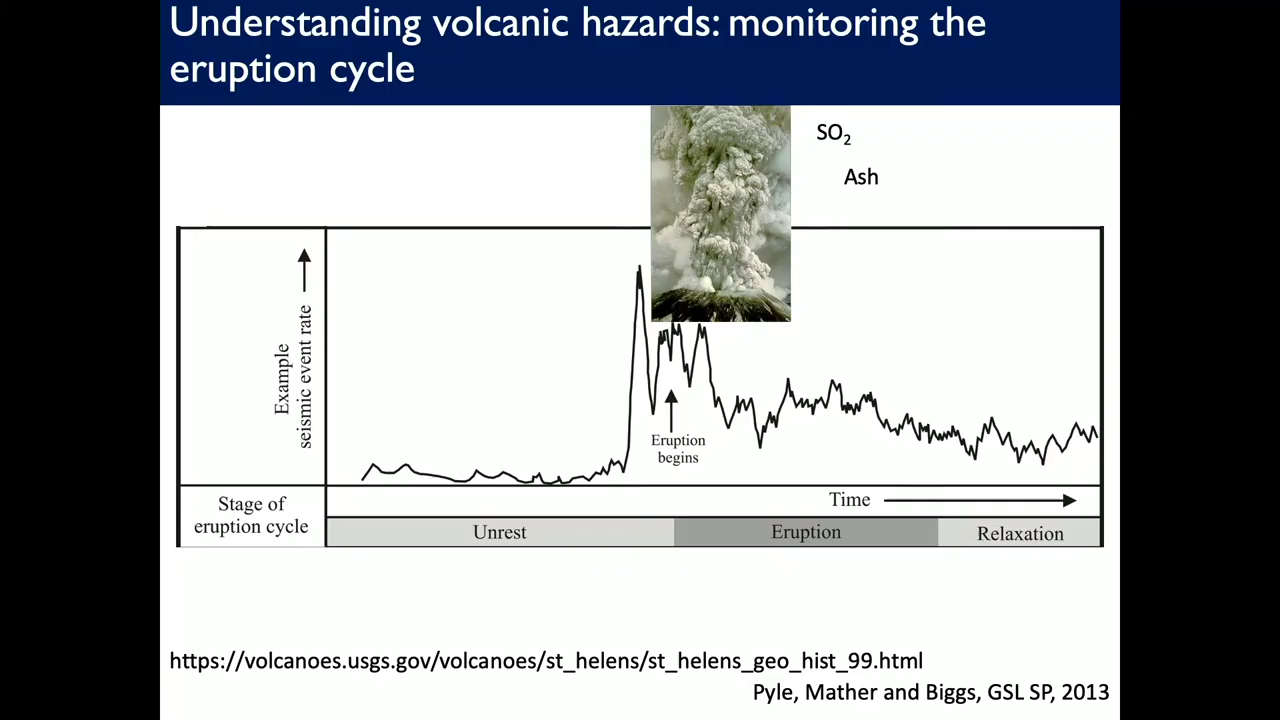 Understanding volcanic hazards: monitoring the
eruption cycle
SO₂
Ash
Example
seismic event rate
Eruption
begins
Stage of
eruption cycle
Time
Unrest
Eruption
Relaxation
https://volcanoes.usgs.gov/volcanoes/st_helens/st_helens_geo_hist_99.html
Pyle, Mather and Biggs, GSL SP, 2013